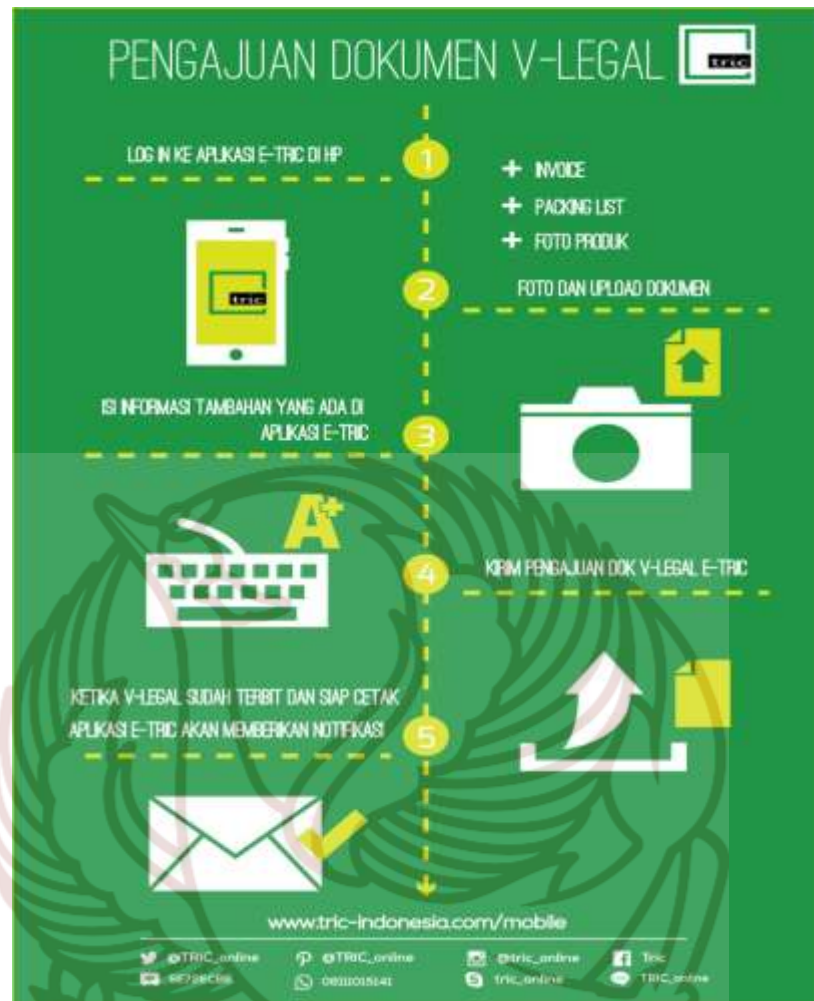 PENGAJUAN DOKUMEN V-LEGAL
tric
1
LOG IN KE APLIKASI E-TRIC DI HP
tric
+ INVOICE
+ PACKING LIST
+ FOTO PRODUK
2
FOTO DAN UPLOAD DOKUMEN
ISI INFORMASI TAMBAHAN YANG ADA DI
APLIKASI E-TRIC
3
A+
4
KIRIM PENGAJUAN DOK V-LEGAL E-TRIC
KETIKA V-LEGAL SUDAH TERBIT DAN SIAP CETAK
APLIKASI E-TRIC AKAN MEMBERIKAN NOTIFIKASI
5
www.tric-indonesia.com/mobile
@TRIC_online @TRIC_online @tric_online Tric
tric_online TRIC_online